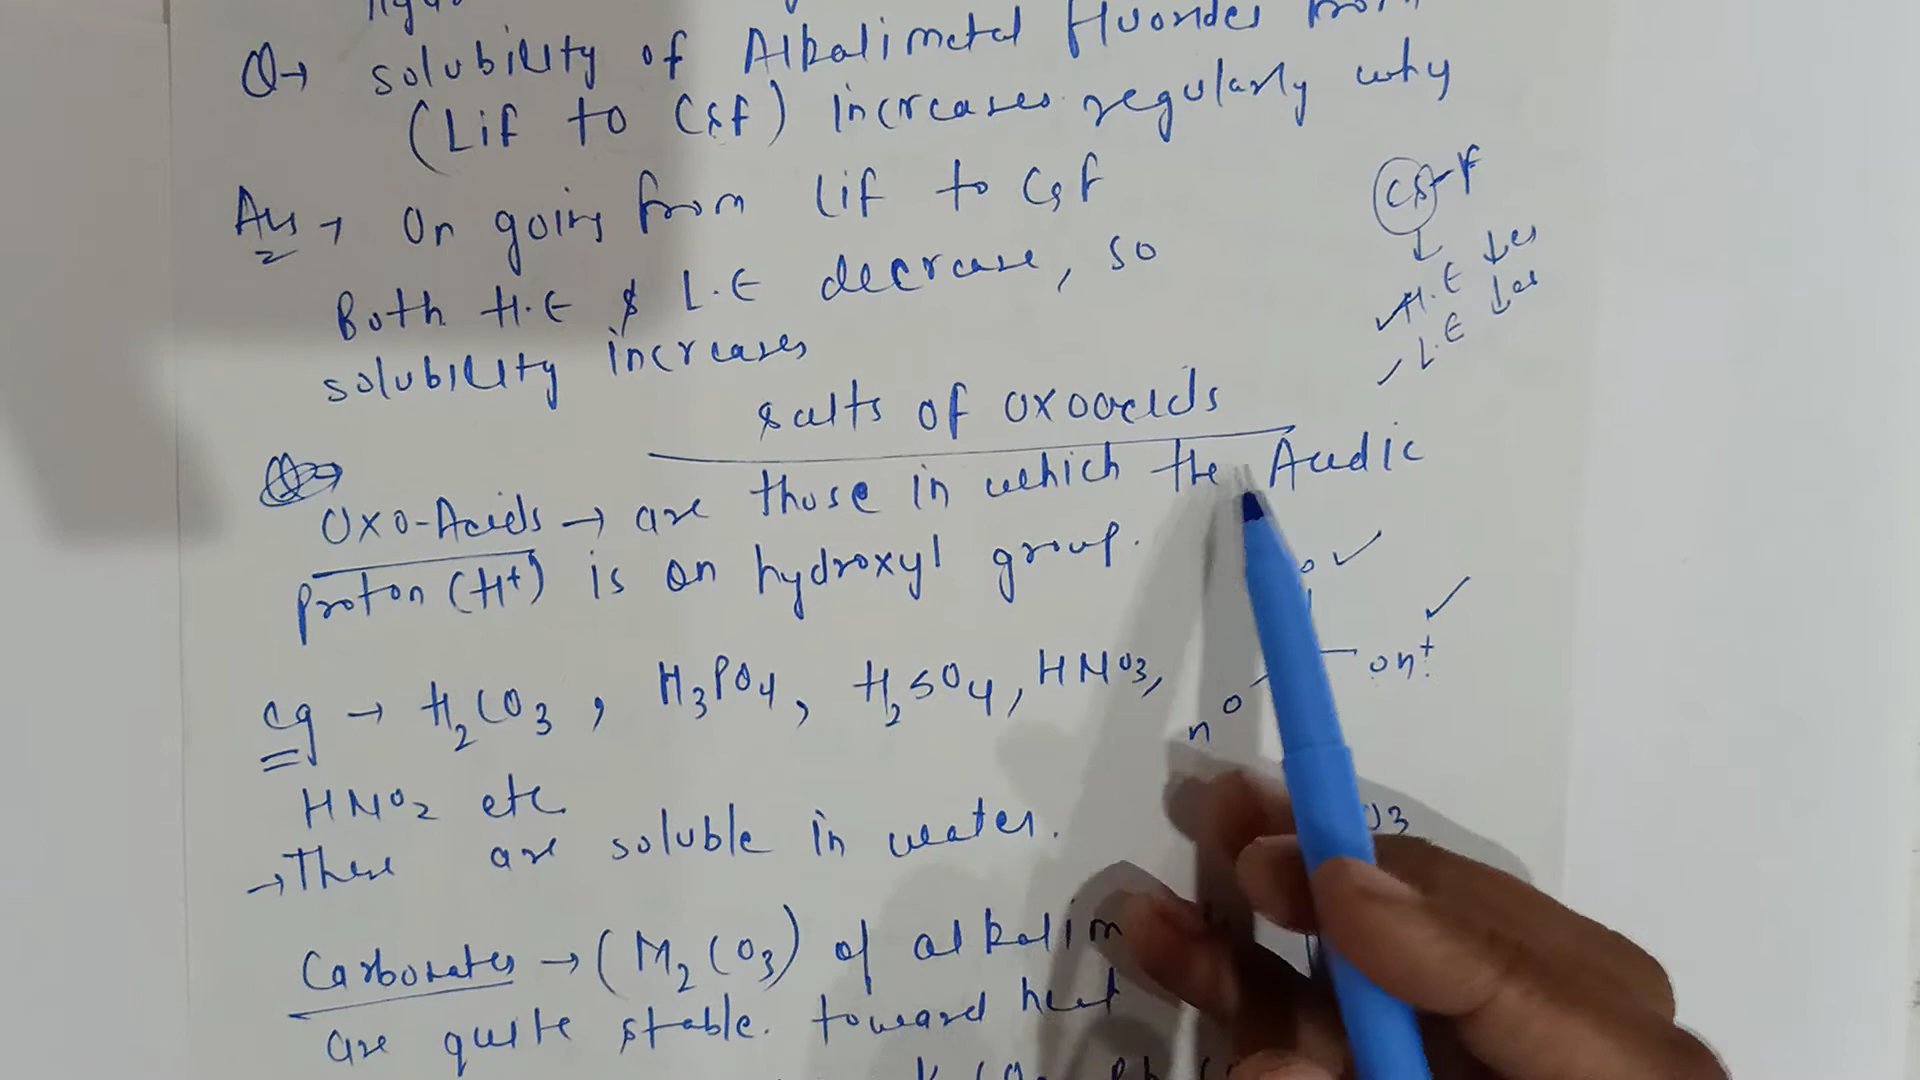 Q→ solubility of Alkalimetal fluorides from
(LiF to CsF) increases regularly why
Ans → On going from LiF to CsF
Both H.E & L.E decrease, so
solubility increases
Cs-F
H.E ↓es
L.E ↓es
salts of oxoacids
Oxo-Acids → are those in which the Acidic
proton (H+) is on hydroxyl group.
eg → H2CO3, H3PO4, H2SO4, HNO3,
HNO2 etc
→ These are soluble in water.
Carbonates → (M2CO3) of alkalim
are quite stable. toward heat